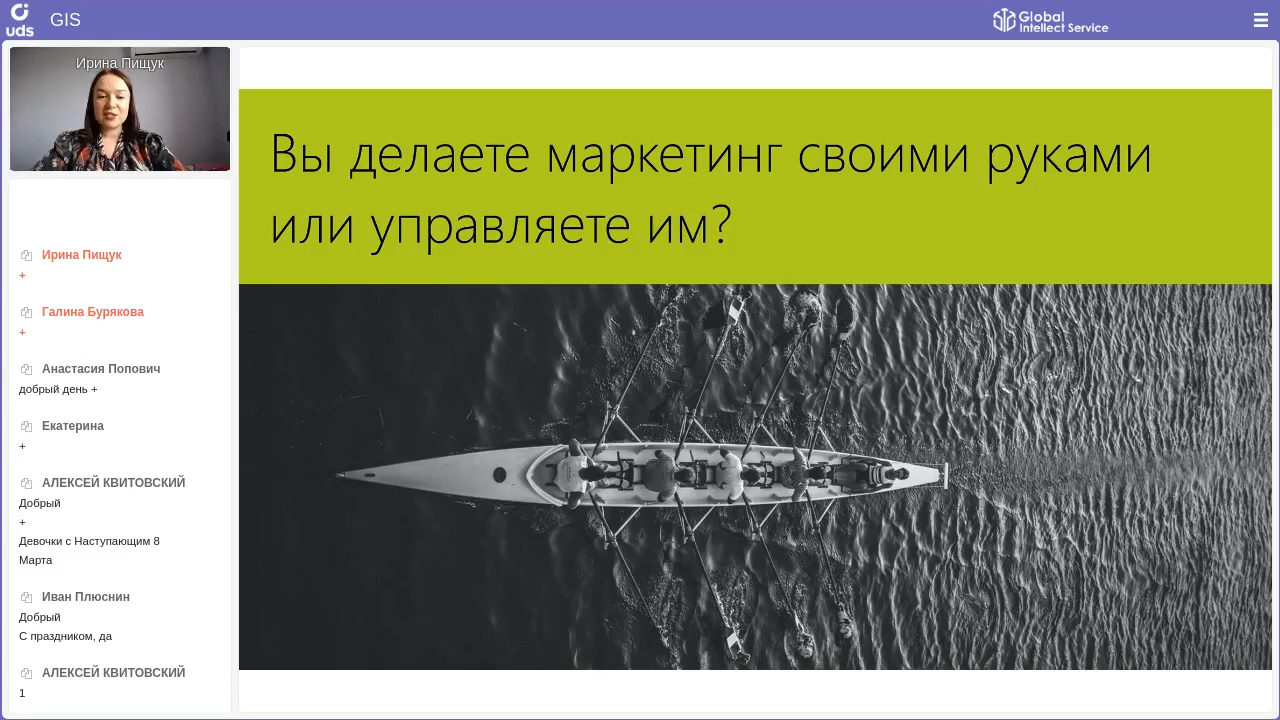 uds
GIS
Global
Intellect Service
Ирина Пищук
Вы делаете маркетинг своими руками
или управляете им?
Ирина Пищук
+
Галина Бурякова
+
Анастасия Попович
добрый день +
Екатерина
+
АЛЕКСЕЙ КВИТОВСКИЙ
Добрый
+
Девочки с Наступающим 8
Марта
Иван Плюснин
Добрый
С праздником, да
АЛЕКСЕЙ КВИТОВСКИЙ
1